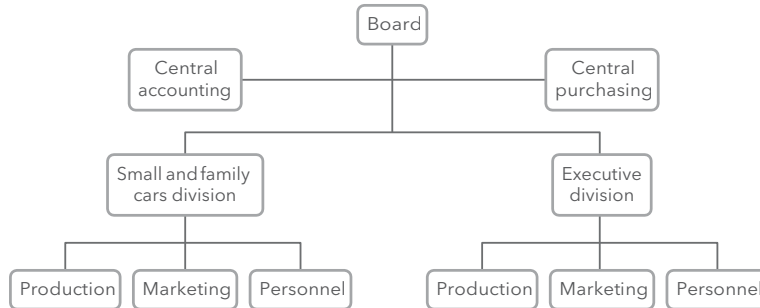 Board
Central
accounting
Central
purchasing
Small and family
cars division
Executive
division
Production
Marketing
Personnel
Production
Marketing
Personnel